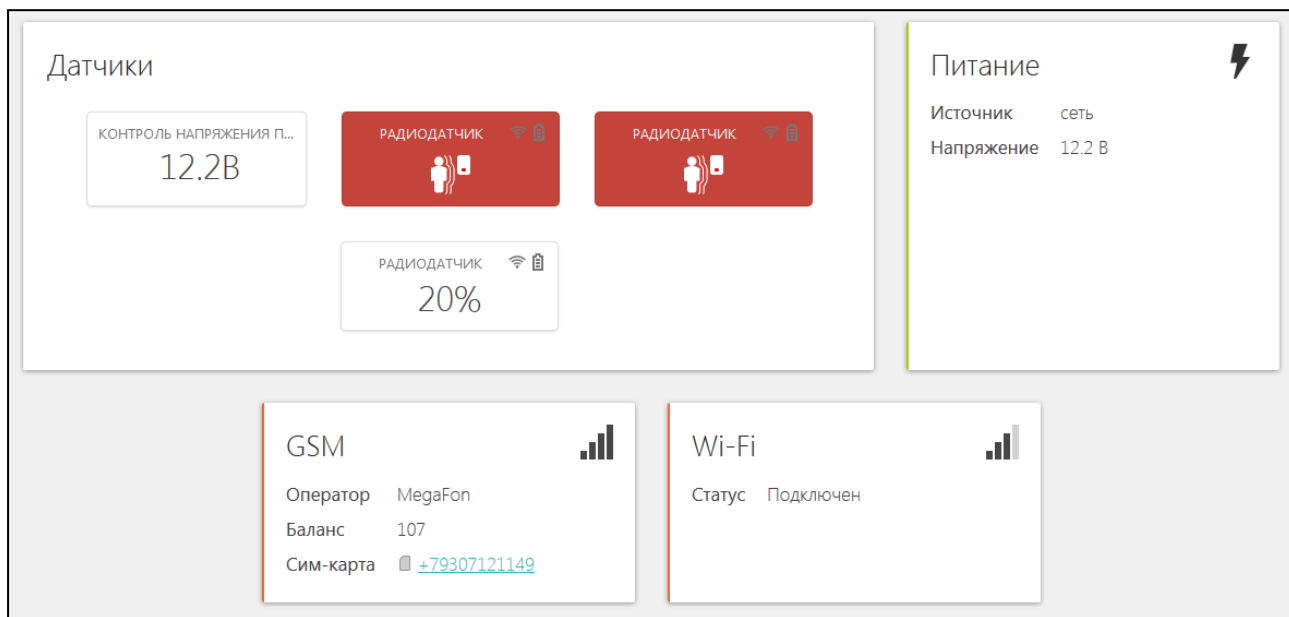 Датчики
КОНТРОЛЬ НАПРЯЖЕНИЯ П...
12.2В
РАДИОДАТЧИК
РАДИОДАТЧИК
РАДИОДАТЧИК
20%
Питание
Источник сеть
Напряжение 12.2 В
GSM
Оператор MegaFon
Баланс 107
Сим-карта +79307121149
Wi-Fi
Статус Подключен